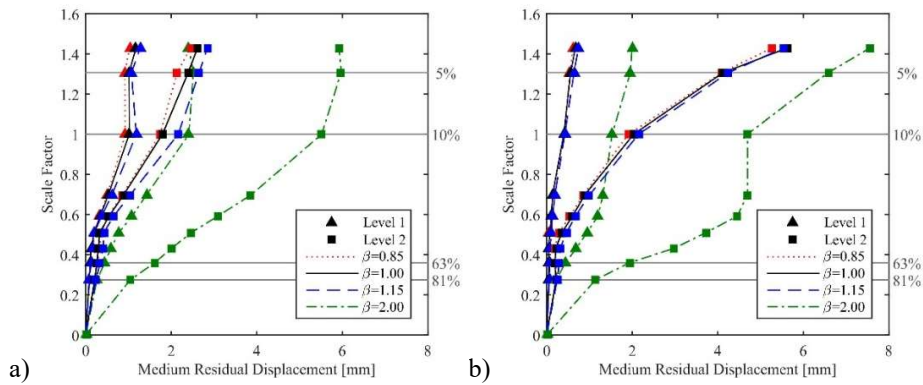 a)
Scale Factor
1.6
1.4
1.2
1
0.8
0.6
0.4
0.2
0
5%
10%
63%
81%
Level 1
Level 2
β=0.85
β=1.00
β=1.15
β=2.00
0 2 4 6 8
Medium Residual Displacement [mm]
b)
Scale Factor
1.6
1.4
1.2
1
0.8
0.6
0.4
0.2
0
5%
10%
63%
81%
Level 1
Level 2
β=0.85
β=1.00
β=1.15
β=2.00
0 2 4 6 8
Medium Residual Displacement [mm]